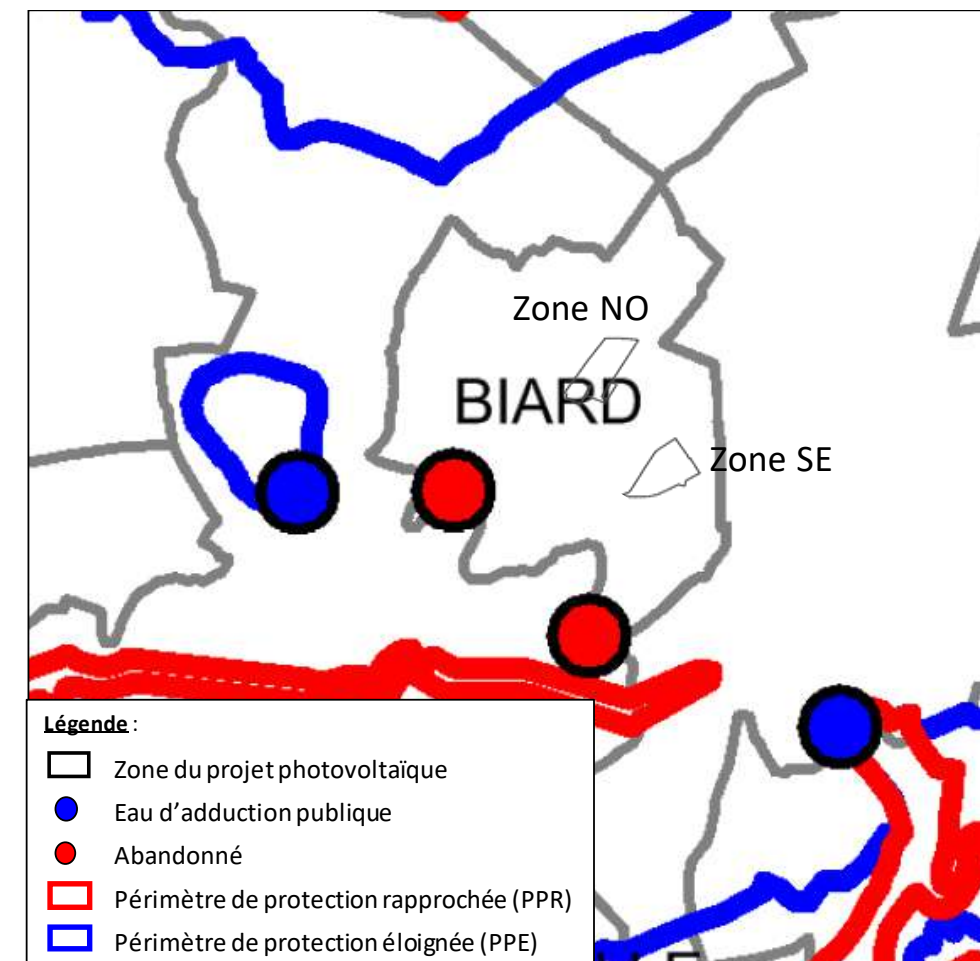 Zone NO
BIARD
Zone SE
Légende :
Zone du projet photovoltaïque
Eau d’adduction publique
Abandonné
Périmètre de protection rapprochée (PPR)
Périmètre de protection éloignée (PPE)